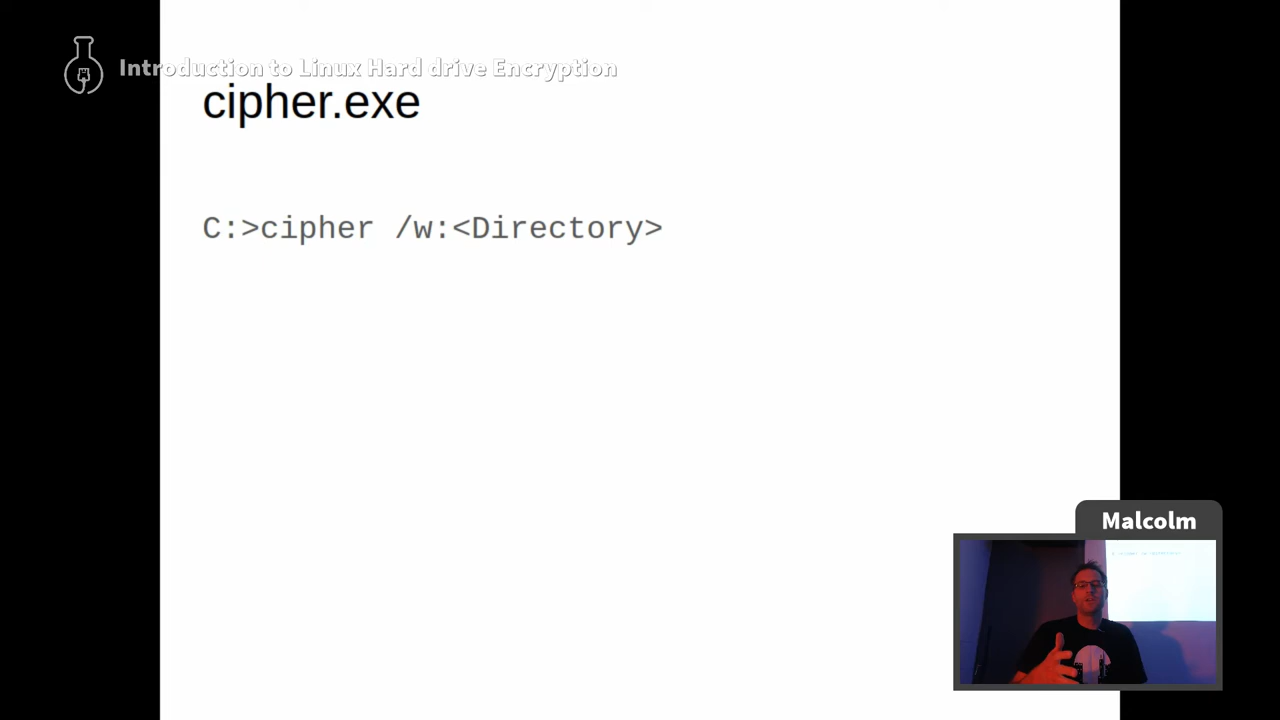 Introduction to Linux Hard drive Encryption
cipher.exe
C:>cipher /w:<Directory>
Malcolm